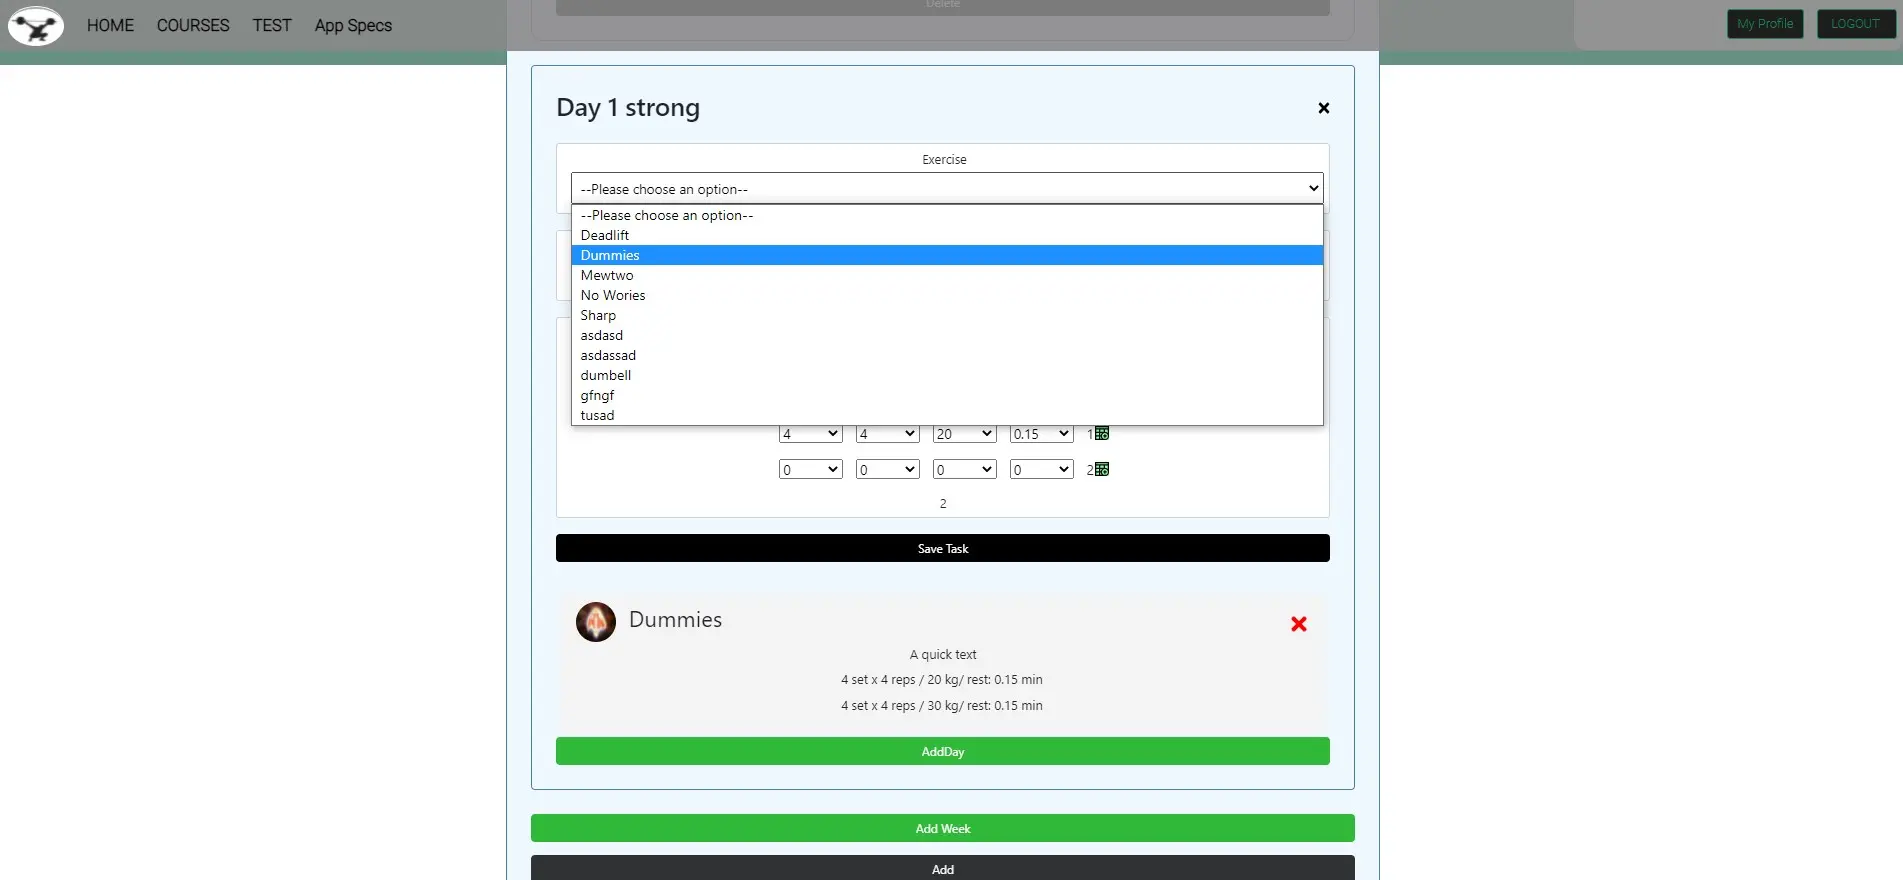 HOME COURSES TEST App Specs
Delete
My Profile LOGOUT
Day 1 strong
Exercise
--Please choose an option--
--Please choose an option--
Deadlift
Dummies
Mewtwo
No Wories
Sharp
asdasd
asdassad
dumbell
gfngf
tusad
4 4 20 0.15 1
0 0 0 0 2
2
Save Task
Dummies
A quick text
4 set x 4 reps / 20 kg/ rest: 0.15 min
4 set x 4 reps / 30 kg/ rest: 0.15 min
AddDay
Add Week
Add